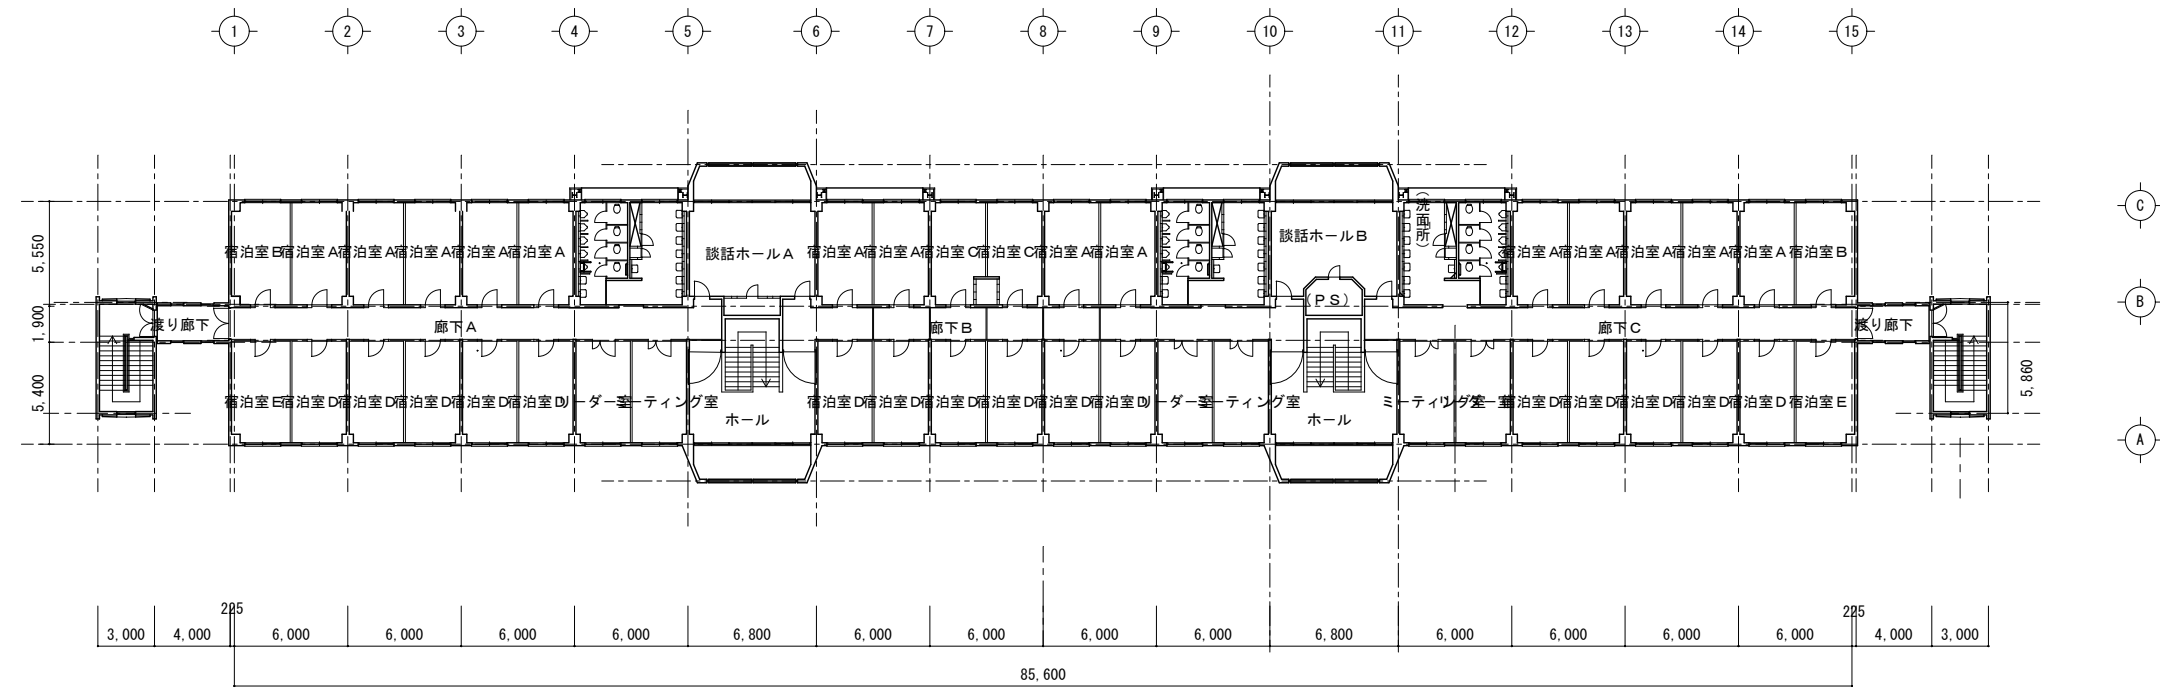 1 2 3 4 5 6 7 8 9 10 11 12 13 14 15
C
B
A
5,550
1,900
5,400
5,860
宿泊室B 宿泊室A 宿泊室A 宿泊室A 宿泊室A 宿泊室A 談話ホールA 宿泊室A 宿泊室A 宿泊室C 宿泊室C 宿泊室A 宿泊室A 談話ホールB (洗面所) 宿泊室A 宿泊室A 宿泊室A 宿泊室A 宿泊室A 宿泊室B
(PS)
渡り廊下 廊下A 廊下B 廊下C 渡り廊下
宿泊室E 宿泊室D 宿泊室D 宿泊室D 宿泊室D 宿泊室D リーダー室 ミーティング室 ホール 宿泊室D 宿泊室D 宿泊室D 宿泊室D 宿泊室D 宿泊室D リーダー室 ミーティング室 ホール ミーティング室 リーダー室 宿泊室D 宿泊室D 宿泊室D 宿泊室D 宿泊室D 宿泊室E
225 225
3,000 4,000 6,000 6,000 6,000 6,000 6,800 6,000 6,000 6,000 6,000 6,800 6,000 6,000 6,000 6,000 4,000 3,000
85,600